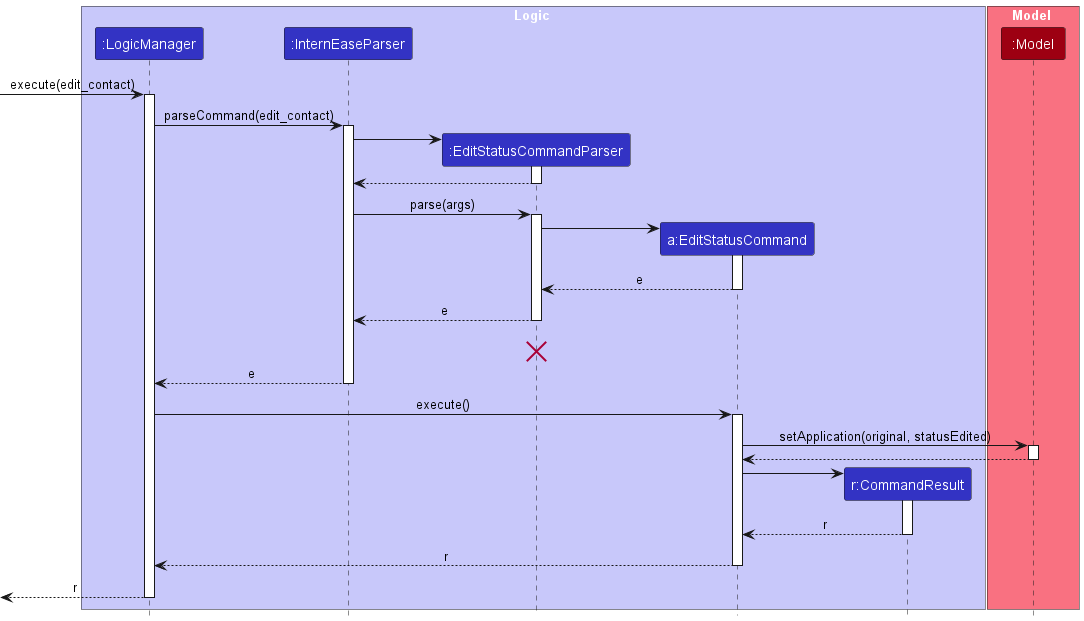 Logic
Model
:LogicManager
:InternEaseParser
:Model
execute(edit_contact)
parseCommand(edit_contact)
:EditStatusCommandParser
parse(args)
a:EditStatusCommand
e
e
e
execute()
setApplication(original, statusEdited)
r:CommandResult
r
r
r